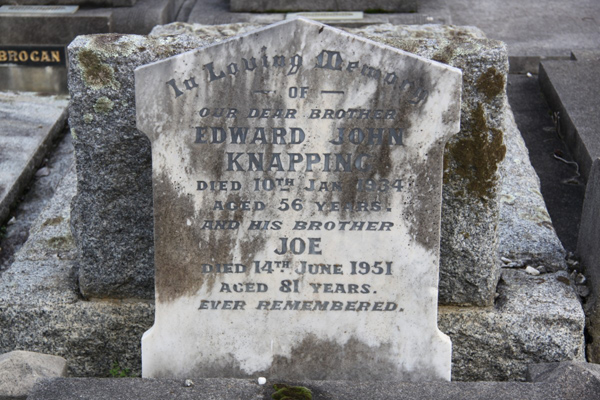 BROGAN
In Loving Memory
OF
OUR DEAR BROTHER
EDWARD JOHN
KNAPPING
DIED 10TH JAN 1934
AGED 56 YEARS.
AND HIS BROTHER
JOE
DIED 14TH JUNE 1951
AGED 81 YEARS.
EVER REMEMBERED.